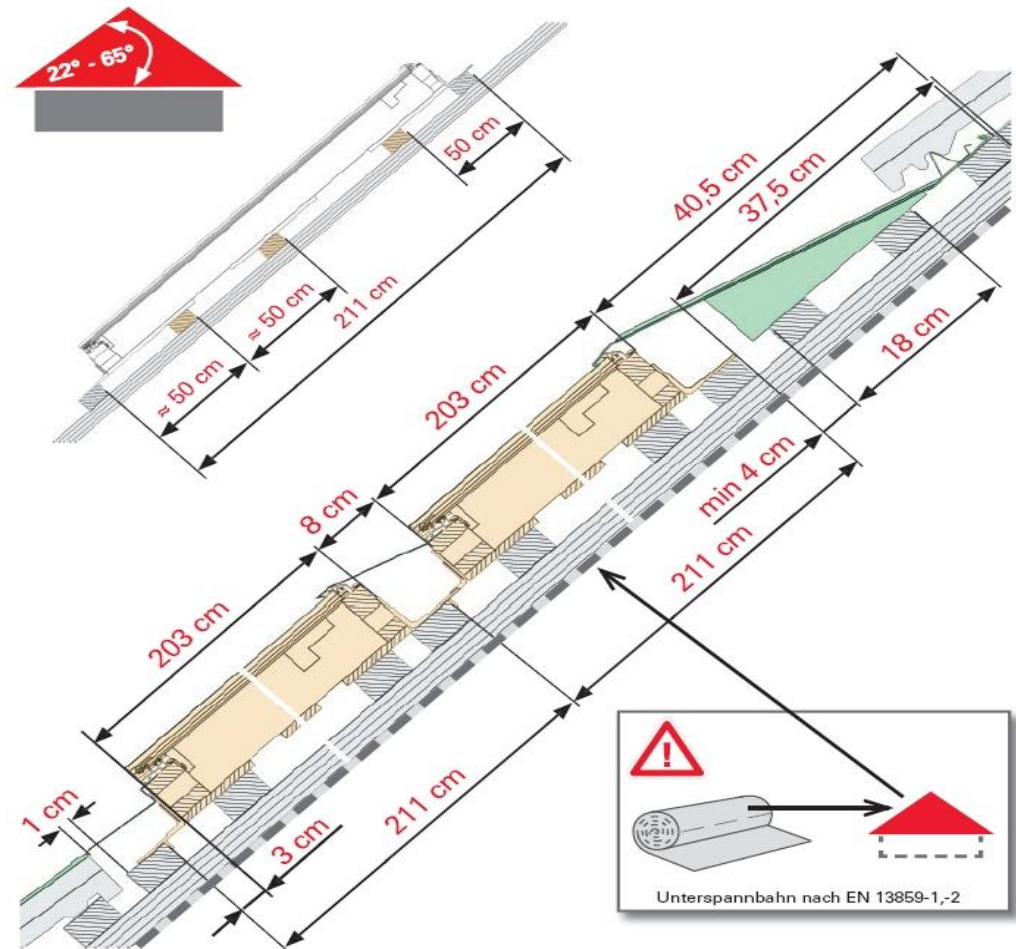 22° - 65°
50 cm
≈ 50 cm
≈ 50 cm
211 cm
40,5 cm
37,5 cm
18 cm
min 4 cm
203 cm
8 cm
211 cm
203 cm
211 cm
1 cm
3 cm
!
Unterspannbahn nach EN 13859-1,-2